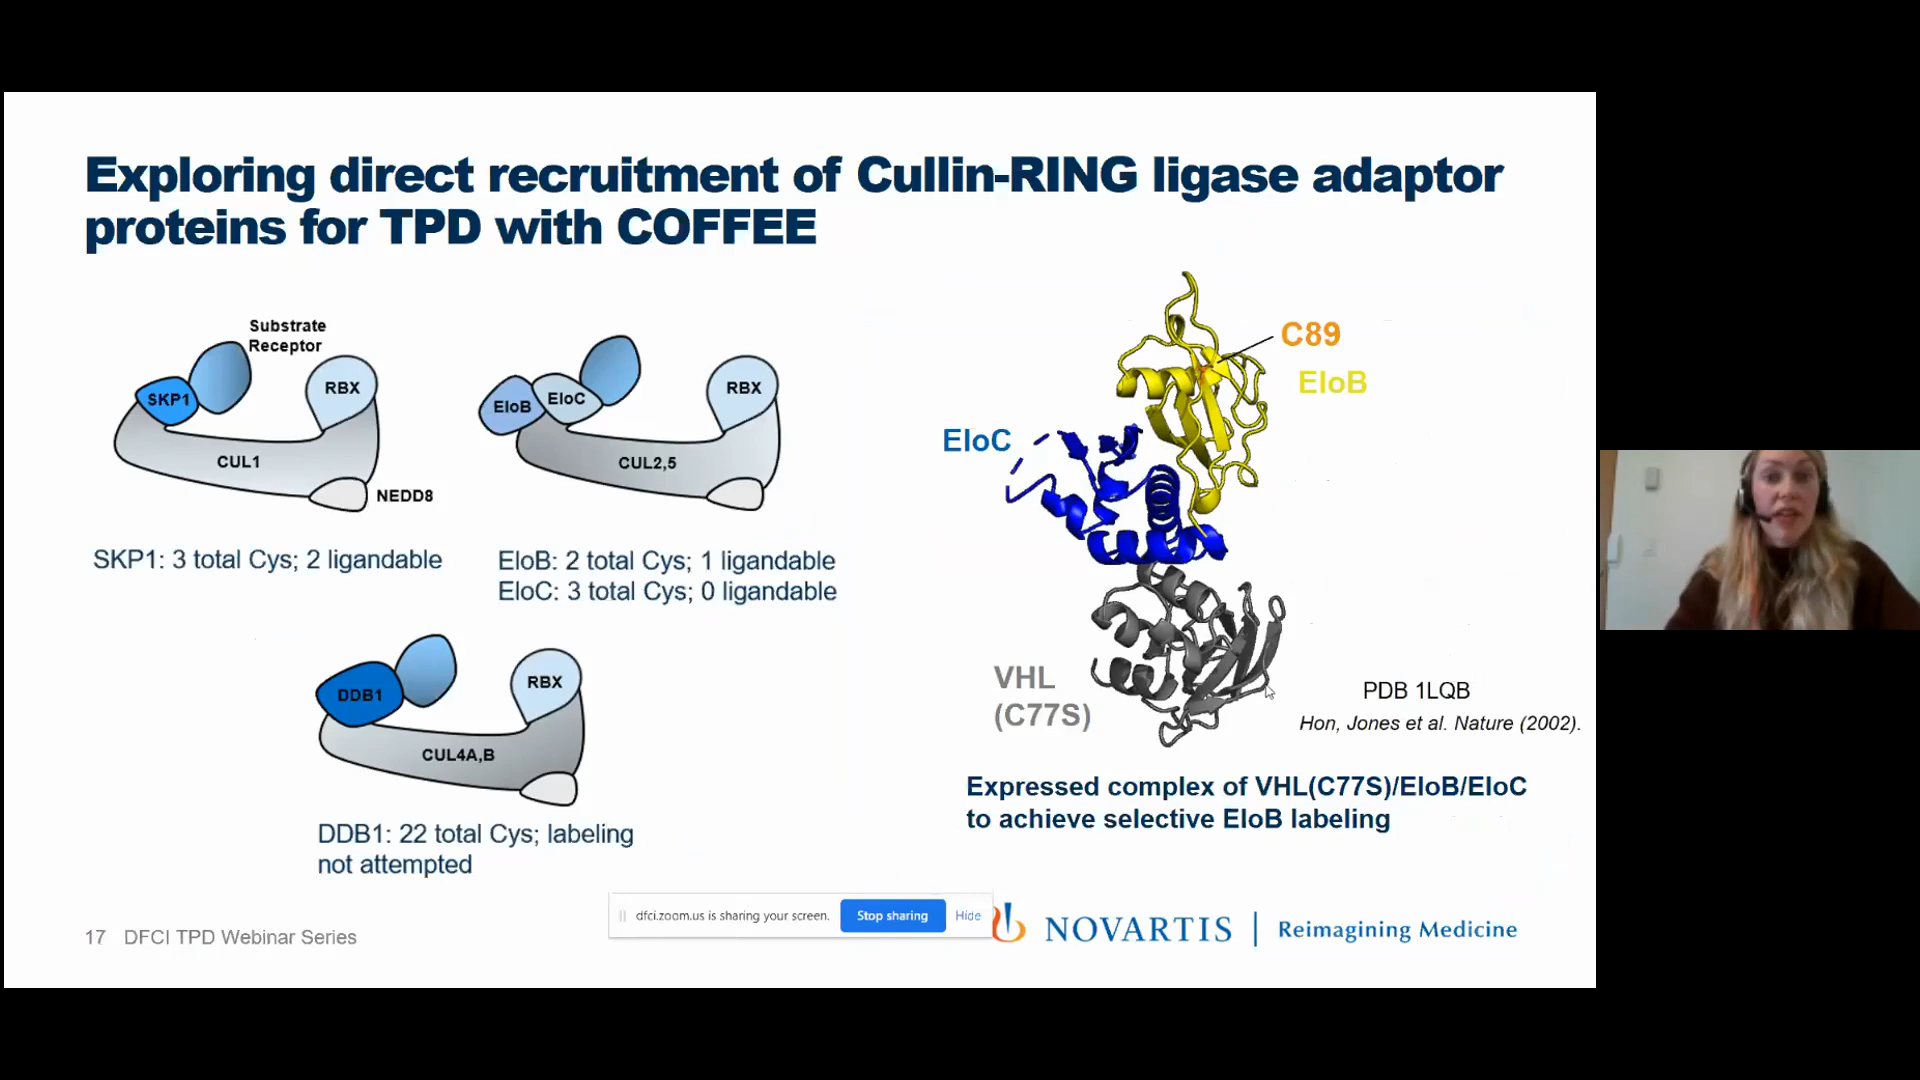 Exploring direct recruitment of Cullin-RING ligase adaptor
proteins for TPD with COFFEE
Substrate
Receptor
SKP1
RBX
CUL1
NEDD8
SKP1: 3 total Cys; 2 ligandable
EloB
EloC
RBX
CUL2,5
EloB: 2 total Cys; 1 ligandable
EloC: 3 total Cys; 0 ligandable
DDB1
RBX
CUL4A,B
DDB1: 22 total Cys; labeling
not attempted
C89
EloB
EloC
VHL
(C77S)
PDB 1LQB
Hon, Jones et al. Nature (2002).
Expressed complex of VHL(C77S)/EloB/EloC
to achieve selective EloB labeling
dfci.zoom.us is sharing your screen.
Stop sharing
Hide
17 DFCI TPD Webinar Series
NOVARTIS
Reimagining Medicine